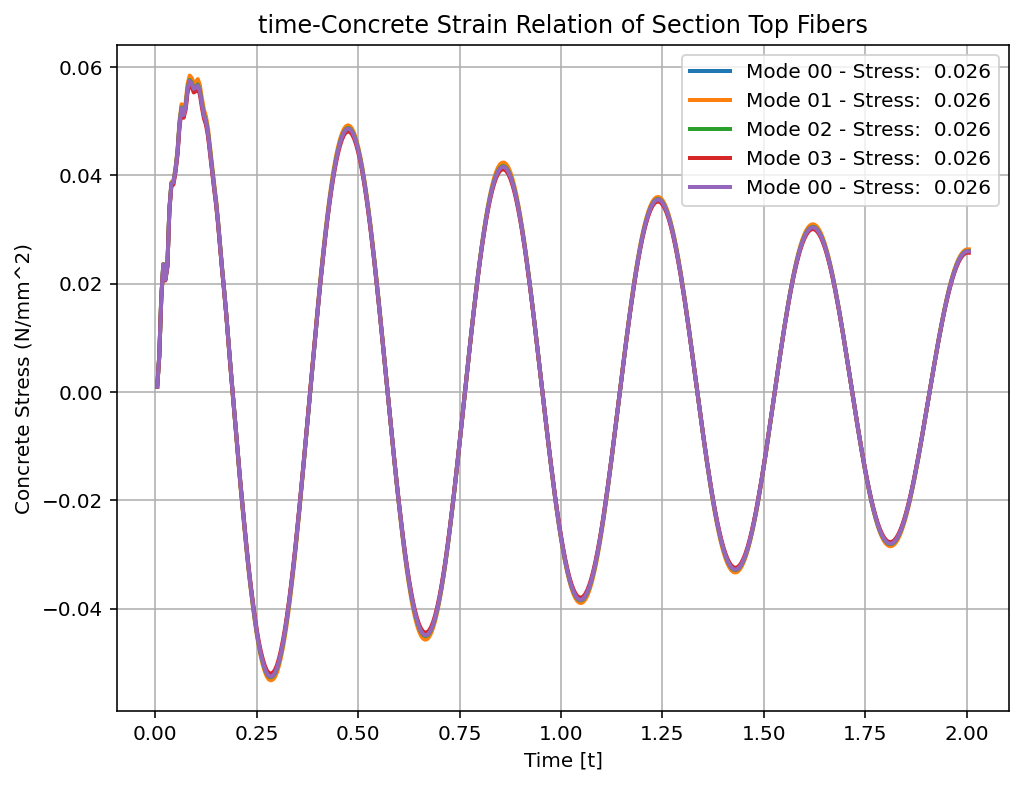 time-Concrete Strain Relation of Section Top Fibers
Mode 00 - Stress:  0.026
Mode 01 - Stress:  0.026
Mode 02 - Stress:  0.026
Mode 03 - Stress:  0.026
Mode 00 - Stress:  0.026
Concrete Stress (N/mm^2)
0.06
0.04
0.02
0.00
−0.02
−0.04
0.00 0.25 0.50 0.75 1.00 1.25 1.50 1.75 2.00
Time [t]